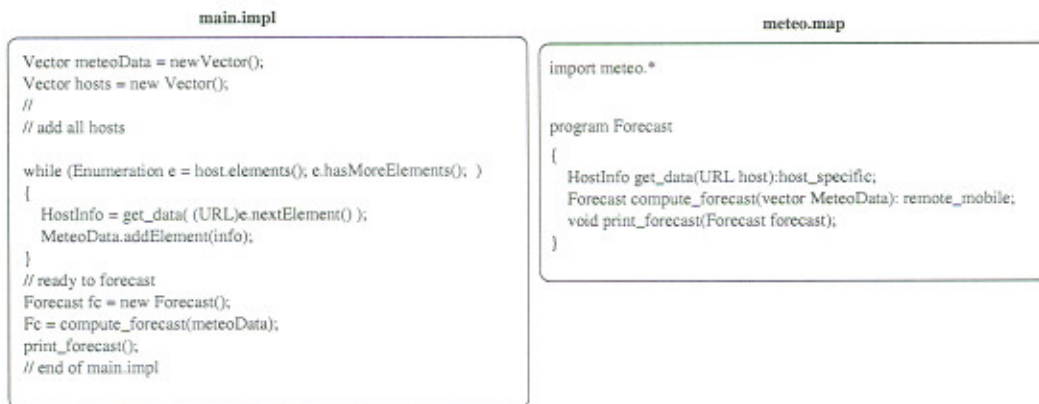 main.impl
Vector meteoData = newVector();
Vector hosts = new Vector();
//
// add all hosts
while (Enumeration e = host.elements(); e.hasMoreElements(); )
{
HostInfo = get_data( (URL)e.nextElement() );
MeteoData.addElement(info);
}
// ready to forecast
Forecast fc = new Forecast();
Fc = compute_forecast(meteoData);
print_forecast();
// end of main.impl
meteo.map
import meteo.*
program Forecast
{
HostInfo get_data(URL host):host_specific;
Forecast compute_forecast(vector MeteoData): remote_mobile;
void print_forecast(Forecast forecast);
}